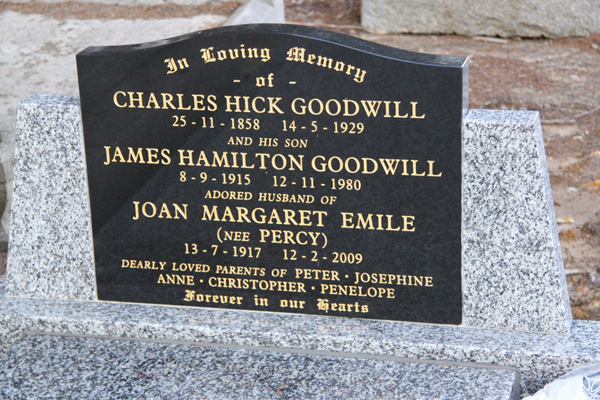 In Loving Memory
- of -
CHARLES HICK GOODWILL
25 - 11 - 1858 14 - 5 - 1929
AND HIS SON
JAMES HAMILTON GOODWILL
8 - 9 - 1915 12 - 11 - 1980
ADORED HUSBAND OF
JOAN MARGARET EMILE
(NEE PERCY)
13 - 7 - 1917 12 - 2 - 2009
DEARLY LOVED PARENTS OF PETER · JOSEPHINE
ANNE · CHRISTOPHER · PENELOPE
Forever in our Hearts